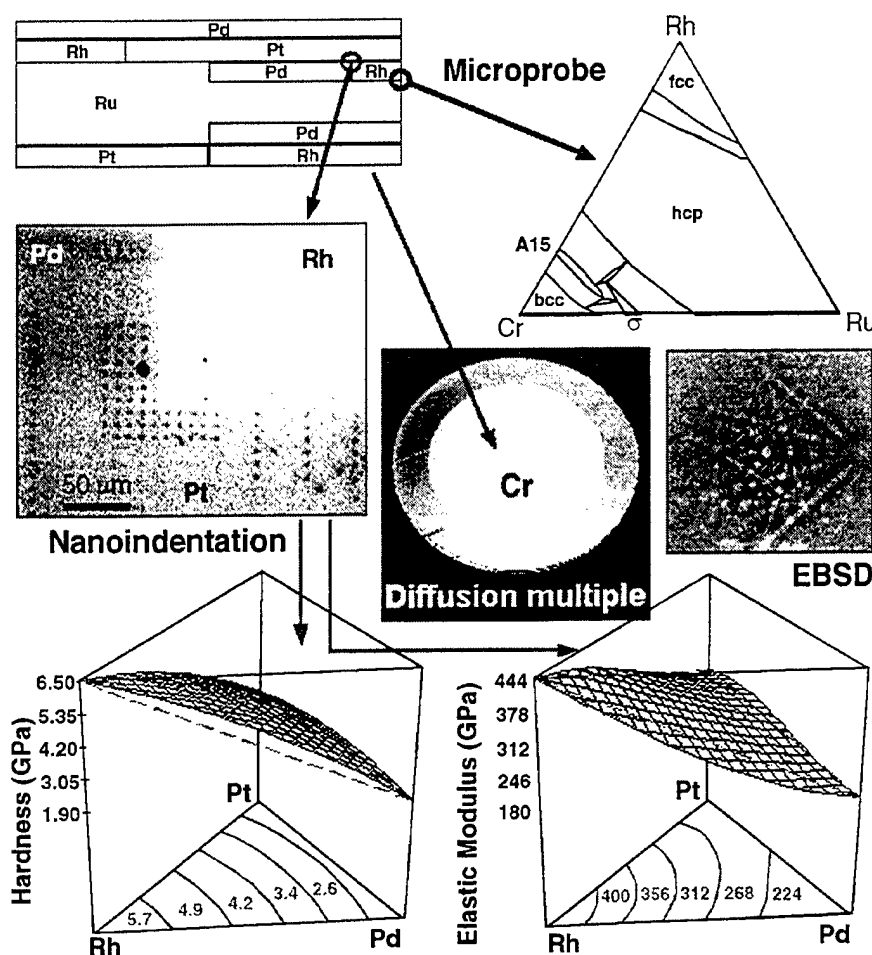 Pd
Rh Pt
Pd Rh
Ru
Pd
Pt Rh
Microprobe
Rh
fcc
hcp
A15
bcc
Cr σ Ru
Pd Rh
50 µm
Pt
Nanoindentation
Cr
Diffusion multiple
EBSD
Hardness (GPa)
6.50
5.35
4.20
3.05
1.90
Pt
5.7 4.9 4.2 3.4 2.6
Rh Pd
Elastic Modulus (GPa)
444
378
312
246
180
Pt
400 356 312 268 224
Rh Pd